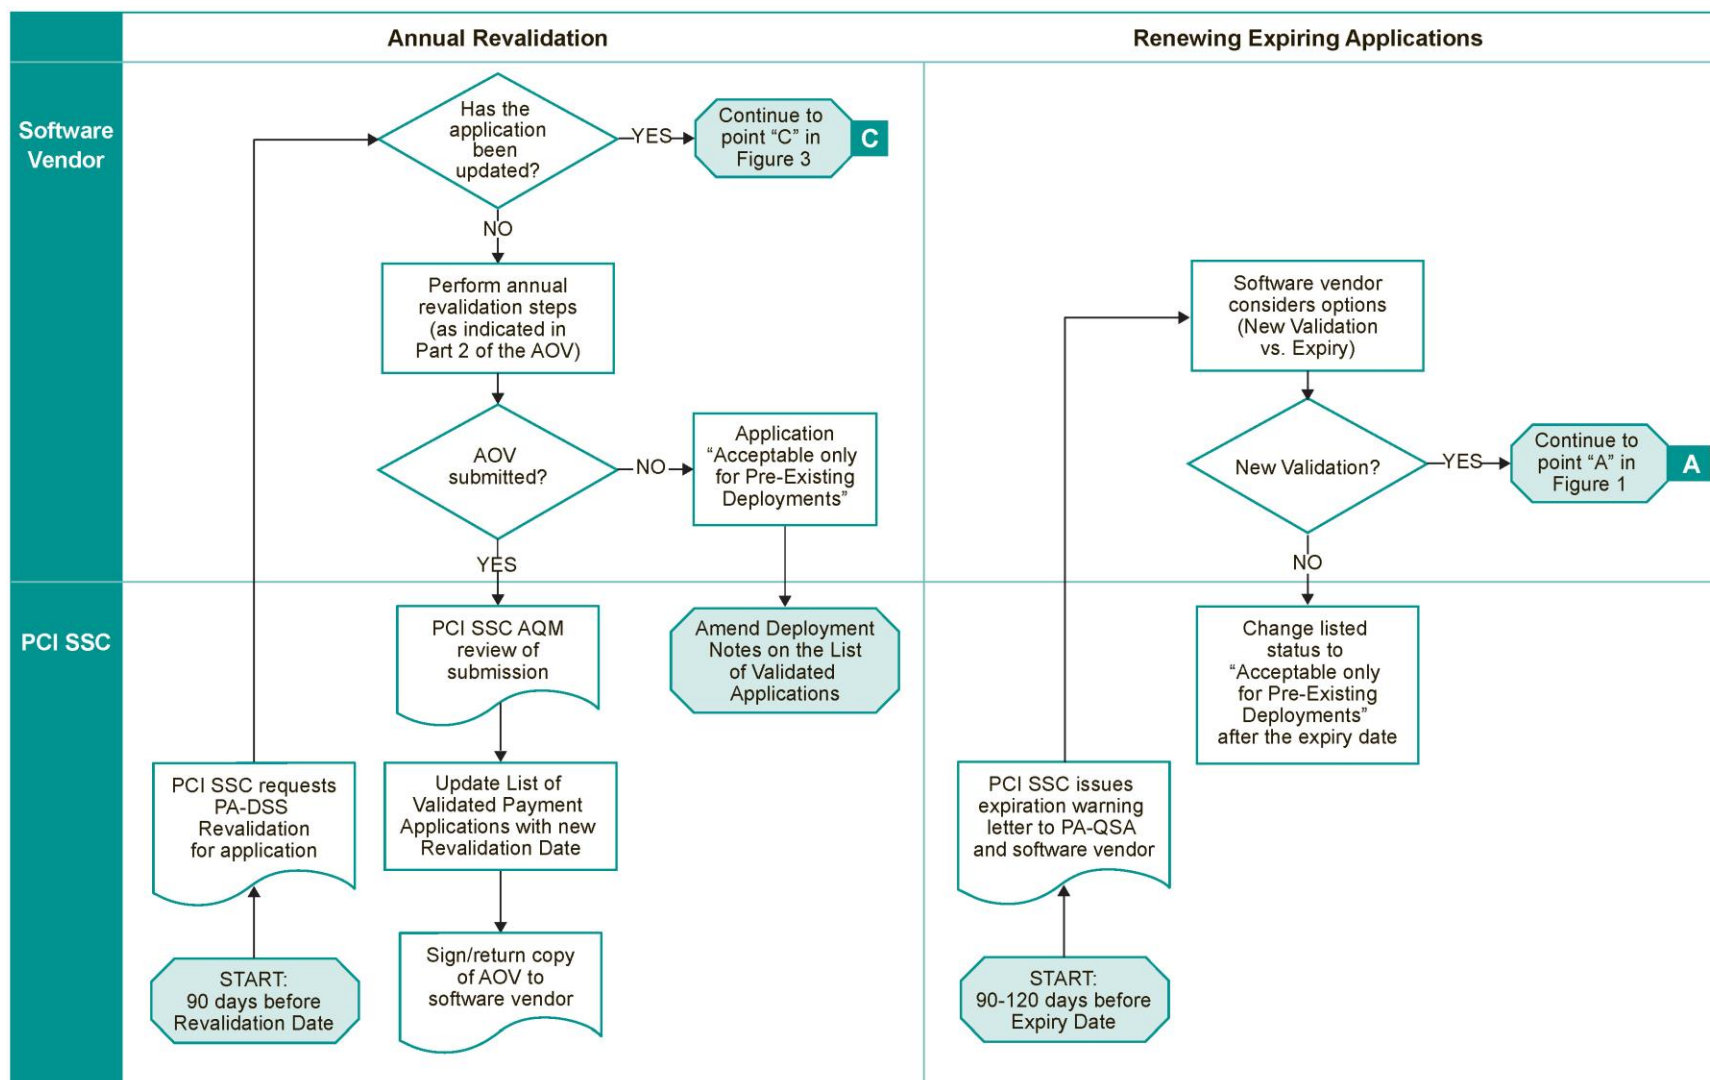 Annual Revalidation
Renewing Expiring Applications
Software
Vendor
Has the
application
been
updated?
YES
Continue to
point “C” in
Figure 3
C
NO
Perform annual
revalidation steps
(as indicated in
Part 2 of the AOV)
AOV
submitted?
NO
Application
“Acceptable only
for Pre-Existing
Deployments”
YES
Software vendor
considers options
(New Validation
vs. Expiry)
New Validation?
YES
Continue to
point “A” in
Figure 1
A
NO
PCI SSC
PCI SSC AQM
review of
submission
Amend Deployment
Notes on the List
of Validated
Applications
PCI SSC requests
PA-DSS
Revalidation
for application
Update List of
Validated Payment
Applications with new
Revalidation Date
START:
90 days before
Revalidation Date
Sign/return copy
of AOV to
software vendor
Change listed
status to
“Acceptable only
for Pre-Existing
Deployments”
after the expiry date
PCI SSC issues
expiration warning
letter to PA-QSA
and software vendor
START:
90-120 days before
Expiry Date